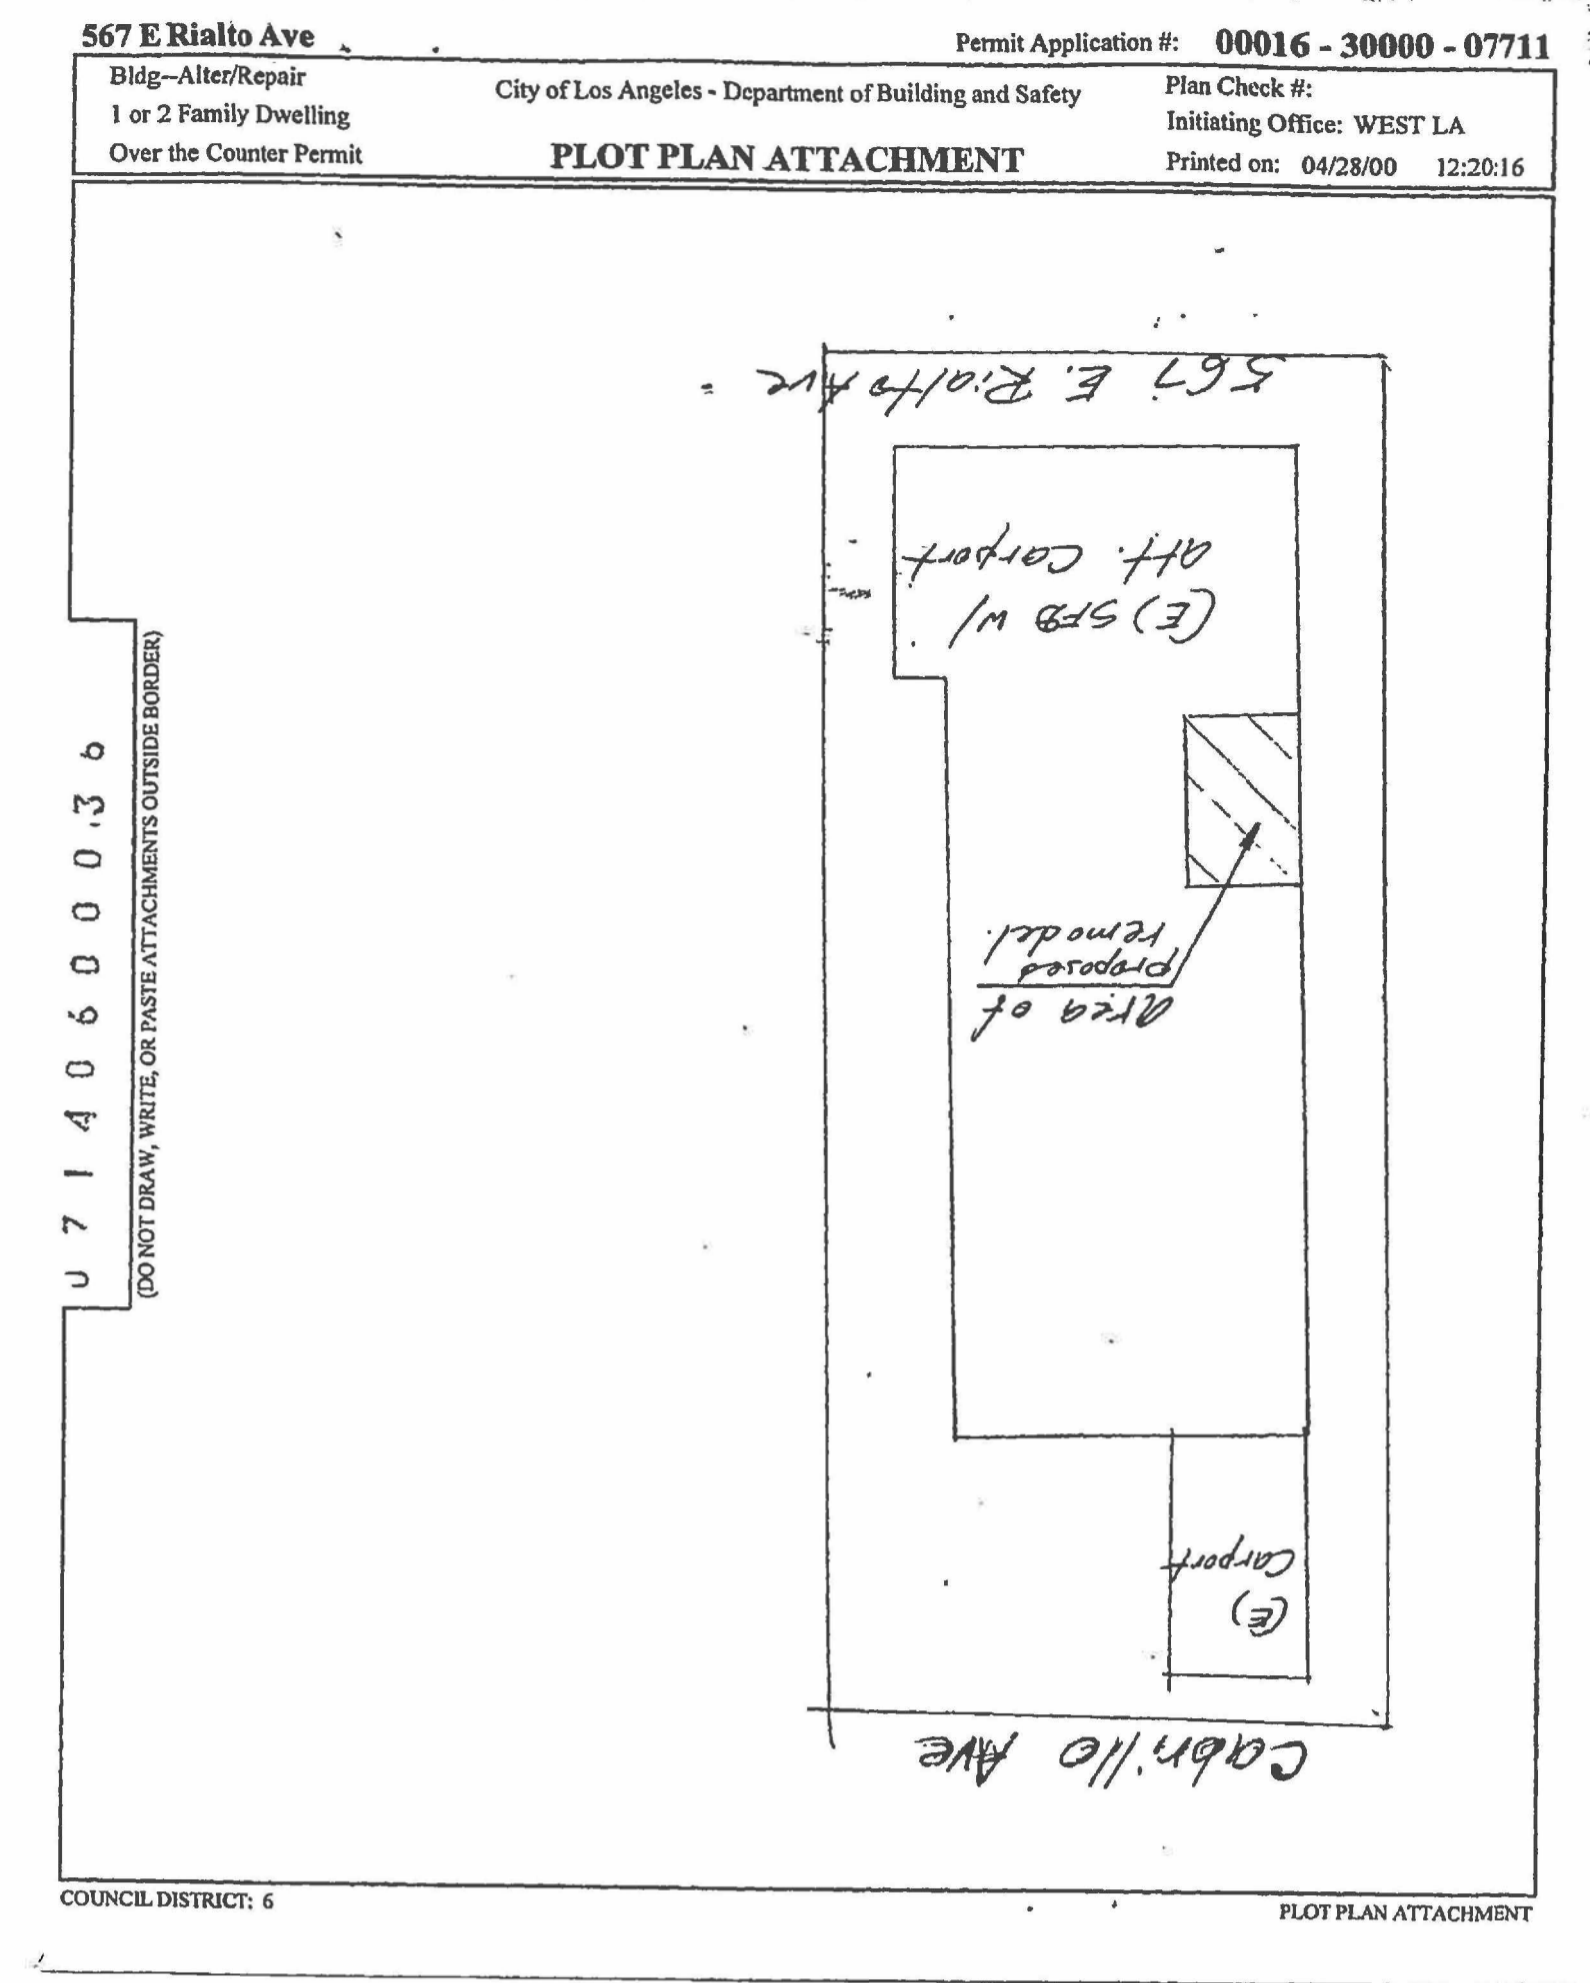 567 E Rialto Ave
Permit Application #: 00016 - 30000 - 07711
Bldg--Alter/Repair
1 or 2 Family Dwelling
Over the Counter Permit
City of Los Angeles - Department of Building and Safety
PLOT PLAN ATTACHMENT
Plan Check #:
Initiating Office: WEST LA
Printed on: 04/28/00 12:20:16
567 E. Rialto Ave
(E) SFD W/
att. Carport
area of
proposed
remodel.
(E)
Carport
Cabrillo Ave
(DO NOT DRAW, WRITE, OR PASTE ATTACHMENTS OUTSIDE BORDER)
0 7 1 4 0 6 0 0 0 3 6
COUNCIL DISTRICT: 6
PLOT PLAN ATTACHMENT